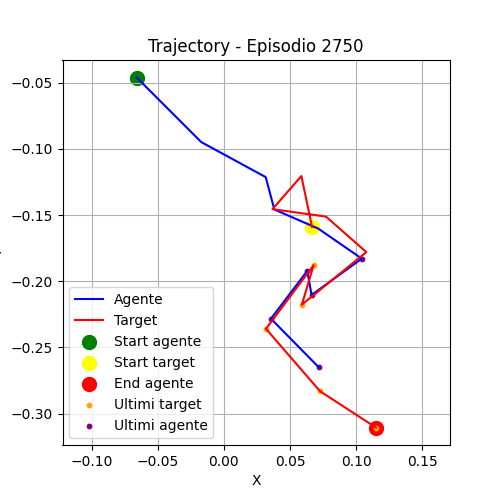 Trajectory - Episodio 2750
−0.05
−0.10
−0.15
−0.20
−0.25
−0.30
Agente
Target
Start agente
Start target
End agente
Ultimi target
Ultimi agente
−0.10 −0.05 0.00 0.05 0.10 0.15
X